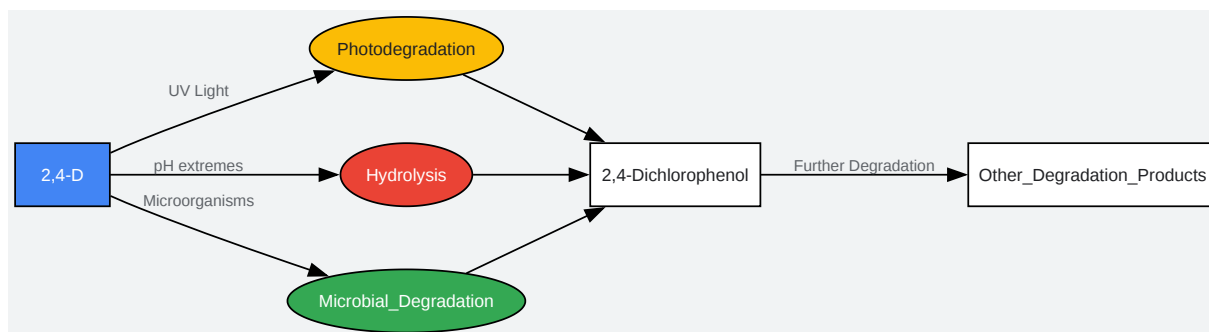 Photodegradation
UV Light
2,4-D
pH extremes
Hydrolysis
2,4-Dichlorophenol
Further Degradation
Other_Degradation_Products
Microorganisms
Microbial_Degradation